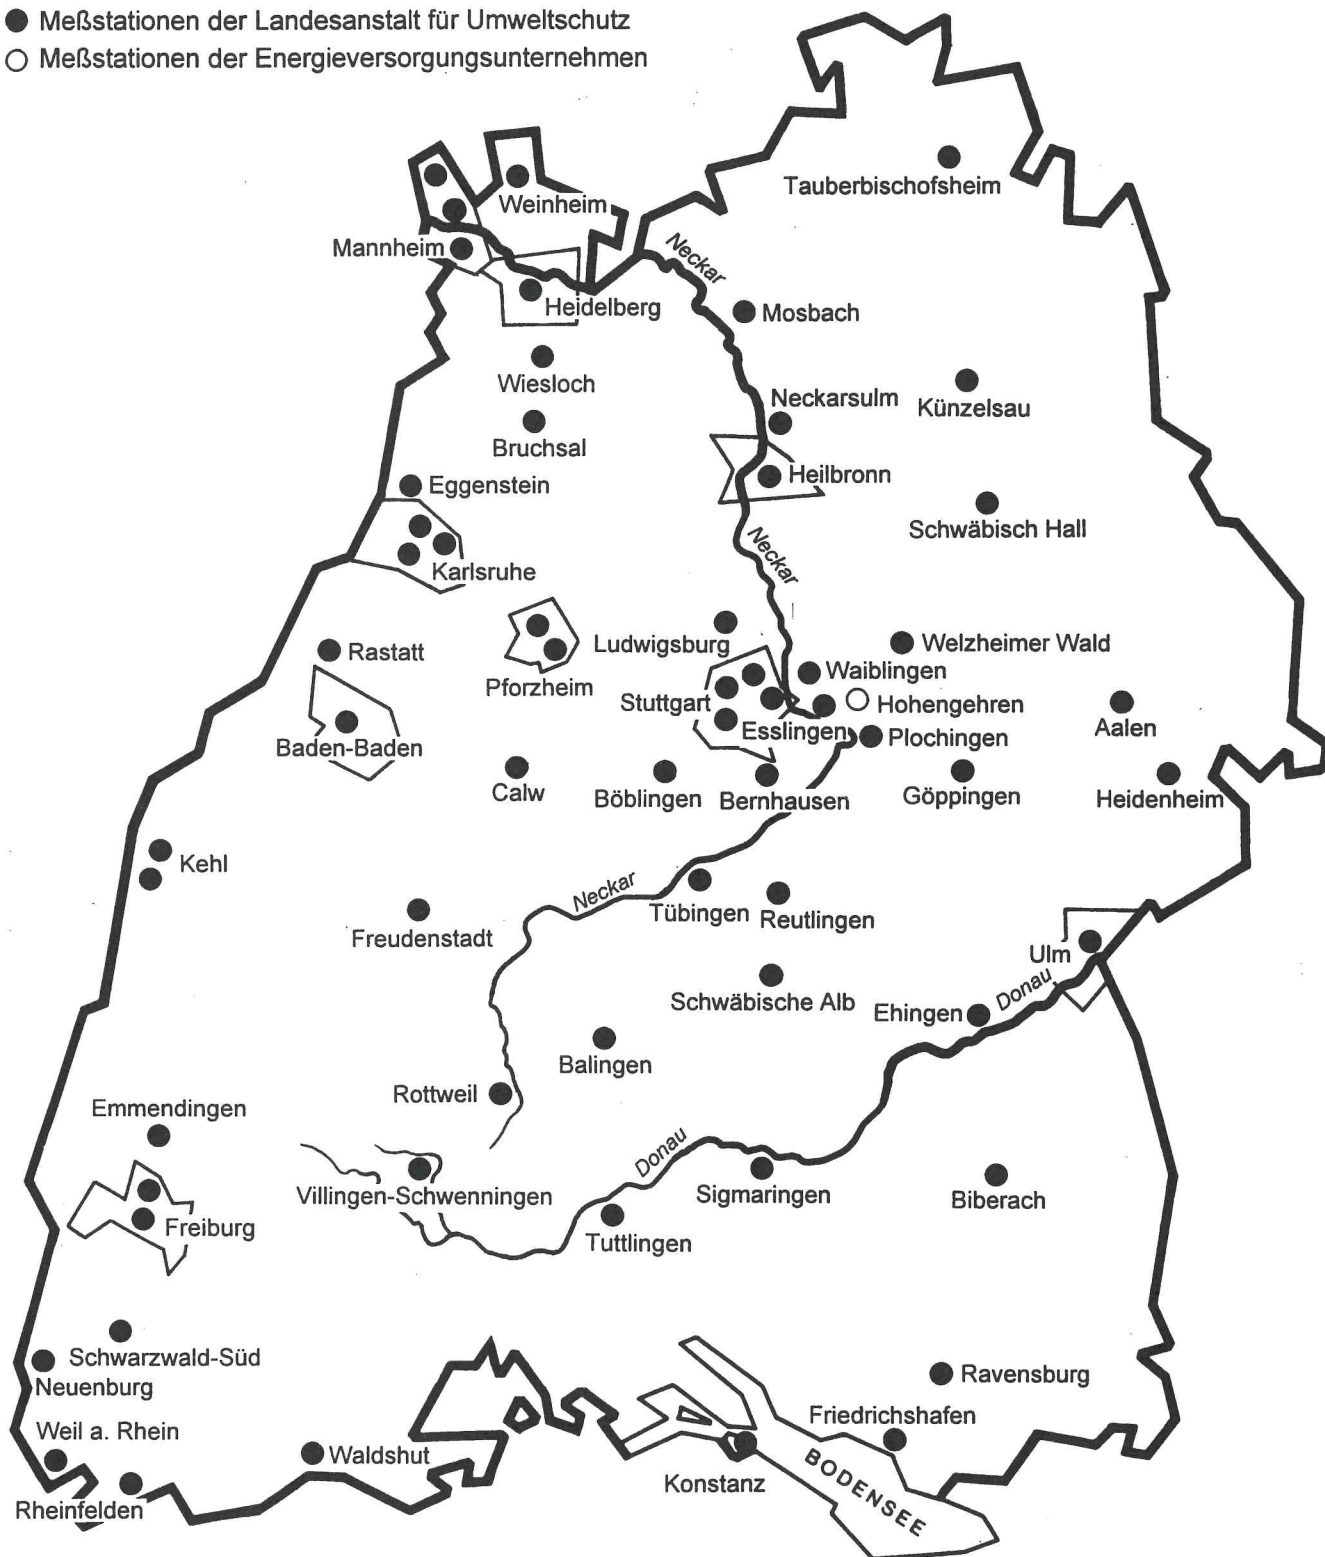 Meßstationen der Landesanstalt für Umweltschutz
Meßstationen der Energieversorgungsunternehmen
Tauberbischofsheim
Weinheim
Mannheim
Neckar
Heidelberg
Mosbach
Wiesloch
Neckarsulm
Künzelsau
Bruchsal
Heilbronn
Eggenstein
Schwäbisch Hall
Neckar
Karlsruhe
Ludwigsburg
Welzheimer Wald
Rastatt
Waiblingen
Pforzheim
Stuttgart
Hohengehren
Esslingen
Aalen
Plochingen
Baden-Baden
Calw
Böblingen
Bernhausen
Göppingen
Heidenheim
Kehl
Neckar
Tübingen
Reutlingen
Freudenstadt
Ulm
Donau
Schwäbische Alb
Ehingen
Balingen
Rottweil
Emmendingen
Donau
Villingen-Schwenningen
Sigmaringen
Biberach
Freiburg
Tuttlingen
Schwarzwald-Süd
Neuenburg
Ravensburg
Friedrichshafen
Weil a. Rhein
Waldshut
Konstanz
BODENSEE
Rheinfelden